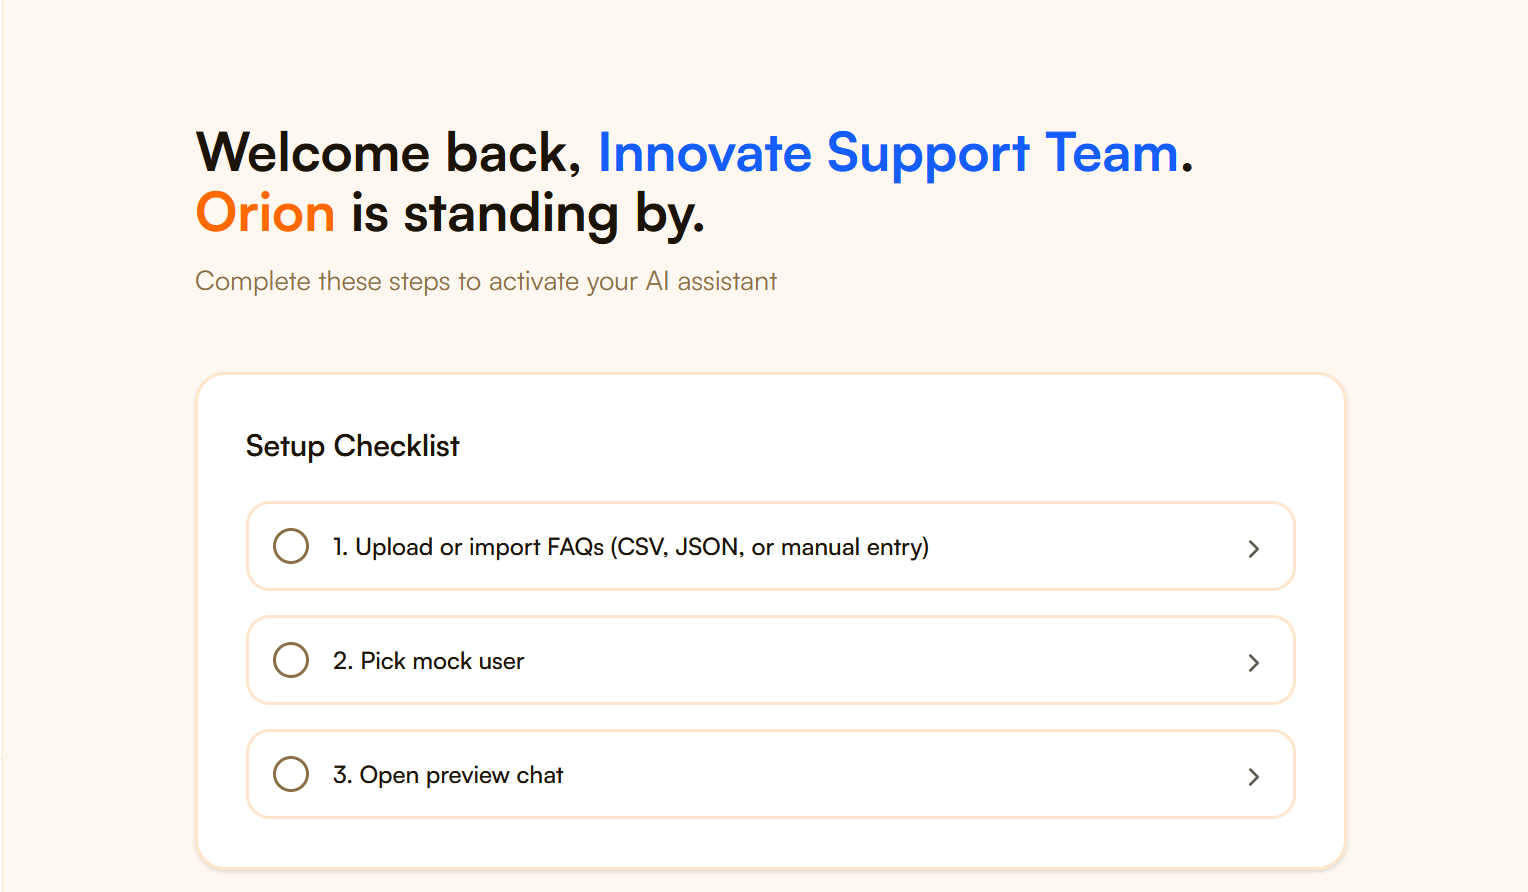 Welcome back, Innovate Support Team.
Orion is standing by.
Complete these steps to activate your AI assistant
Setup Checklist
1. Upload or import FAQs (CSV, JSON, or manual entry)
2. Pick mock user
3. Open preview chat